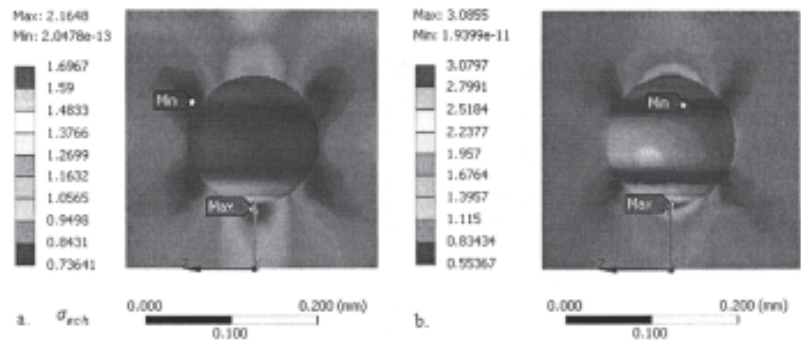 Max: 2.1648
Min: 2.0478e-13
1.6967
1.59
1.4833
1.3766
1.2699
1.1632
1.0565
0.9498
0.8431
0.73641
Min
Max
Z
0.000
0.200 (mm)
0.100
a. σech
Max: 3.0855
Min: 1.9399e-11
3.0797
2.7991
2.5184
2.2377
1.957
1.6764
1.3957
1.115
0.83434
0.55367
Min
Max
Z
0.000
0.200 (mm)
0.100
b.